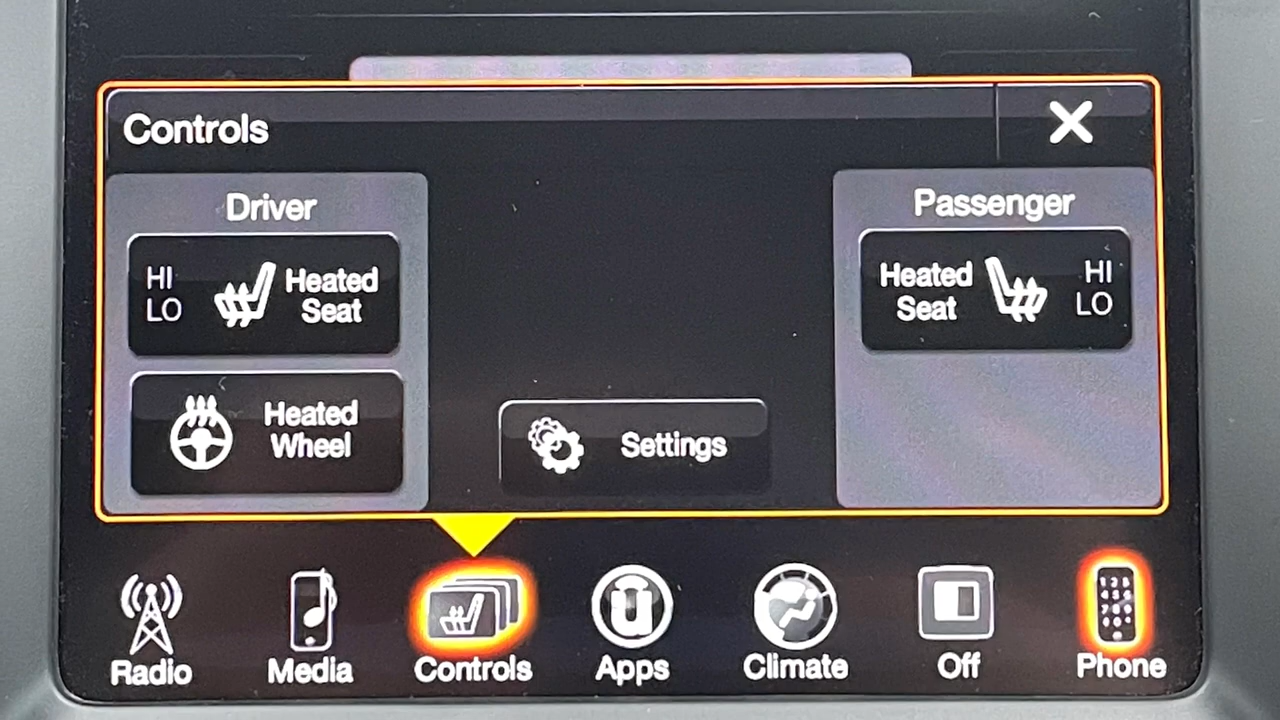 Controls
Driver
Passenger
HI
LO
Heated
Seat
Heated
Seat
HI
LO
Heated
Wheel
Settings
Radio
Media
Controls
Apps
Climate
Off
Phone